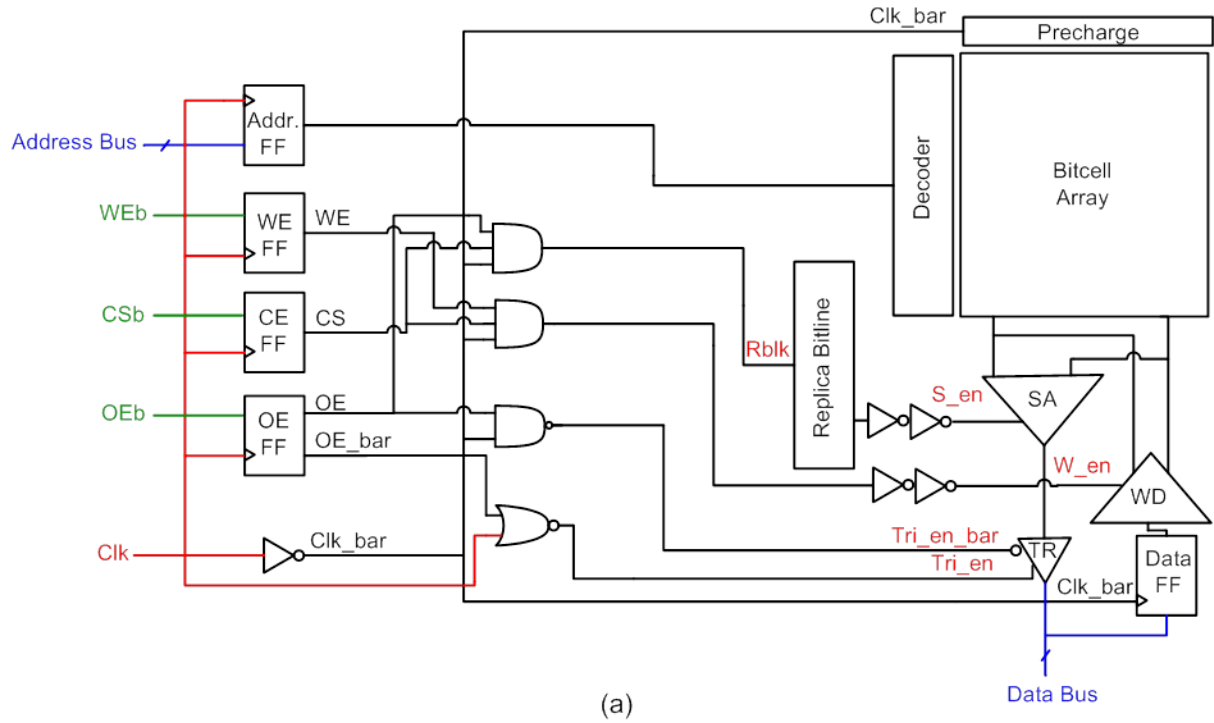 Clk_bar
Precharge
Address Bus
Addr.
FF
Decoder
Bitcell
Array
WEb
WE
FF
WE
CSb
CE
FF
CS
Rblk
Replica Bitline
OEb
OE
FF
OE
OE_bar
S_en
SA
W_en
WD
Clk
Clk_bar
Tri_en_bar
Tri_en
TR
Clk_bar
Data
FF
Data Bus
(a)